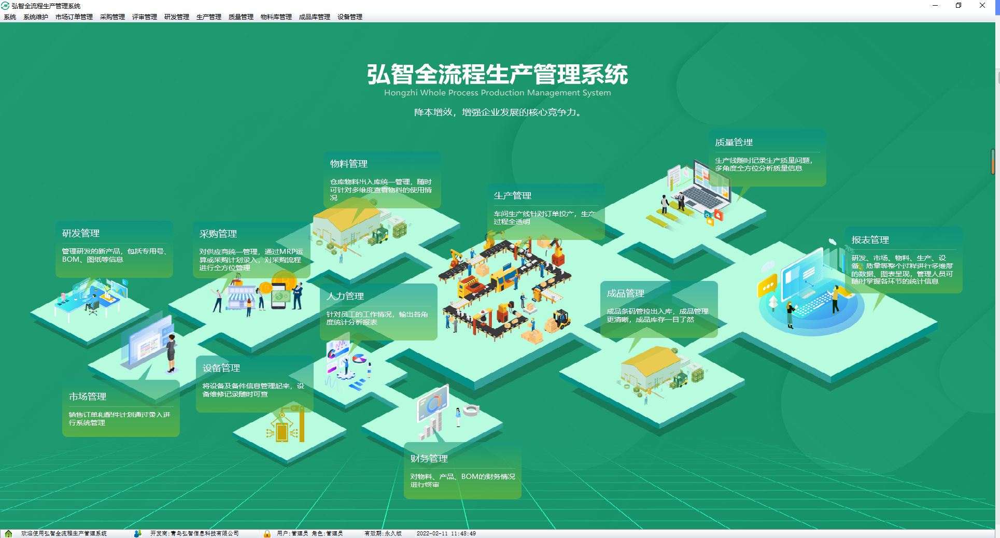 弘智全流程生产管理系统
系统 系统维护 市场订单管理 采购管理 评审管理 研发管理 生产管理 质量管理 物料库管理 成品库管理 设备管理
弘智全流程生产管理系统
Hongzhi Whole Process Production Management System
降本增效，增强企业发展的核心竞争力。
质量管理
生产线随时记录生产质量问题，
多角度全方位分析质量信息
物料管理
仓库物料出入库统一管理，随时
可针对多维度查看物料的使用情
况
生产管理
车间生产线针对订单投产，生产
过程全透明
研发管理
管理研发的新产品，包括专用号、
BOM、图纸等信息
采购管理
对供应商统一管理，通过MRP运
算或采购计划录入，对采购流程
进行全方位管理
报表管理
研发、市场、物料、生产、设
备、质量等整个过程进行多维度
的数据、图表呈现，管理人员可
随时掌握各环节的统计信息
人力管理
针对员工的工作情况，输出各角
度统计分析报表
成品管理
成品条码管控出入库，成品管理
更清晰，成品库存一目了然
设备管理
将设备及备件信息管理起来，设
备维修记录随时可查
市场管理
销售订单和配件计划通过录入进
行系统管理
财务管理
对物料、产品、BOM的财务情况
进行终审
欢迎使用弘智全流程生产管理系统 开发商:青岛弘智信息科技有限公司 用户:管理员 角色:管理员 有效期:永久版 2022-02-11 11:48:49